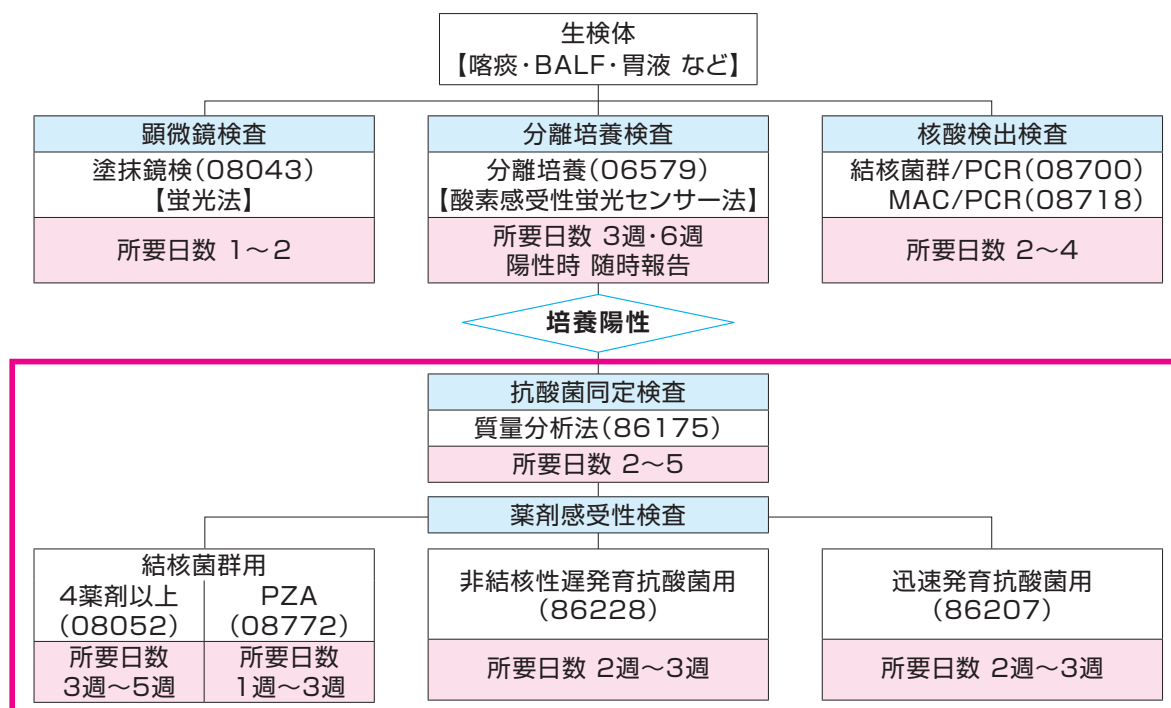 生検体
【喀痰・BALF・胃液 など】
顕微鏡検査
塗抹鏡検(08043)
【蛍光法】
所要日数 1～2
分離培養検査
分離培養(06579)
【酸素感受性蛍光センサー法】
所要日数 3週・6週
陽性時 随時報告
核酸検出検査
結核菌群/PCR(08700)
MAC/PCR(08718)
所要日数 2～4
培養陽性
抗酸菌同定検査
質量分析法(86175)
所要日数 2～5
薬剤感受性検査
結核菌群用
4薬剤以上
(08052)
所要日数
3週～5週
PZA
(08772)
所要日数
1週～3週
非結核性遅発育抗酸菌用
(86228)
所要日数 2週～3週
迅速発育抗酸菌用
(86207)
所要日数 2週～3週